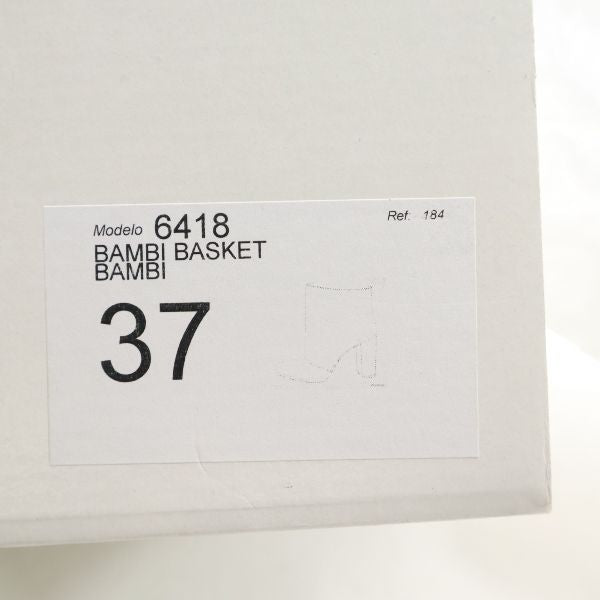 Modelo 6418
Ref: 184
BAMBI BASKET
BAMBI
37